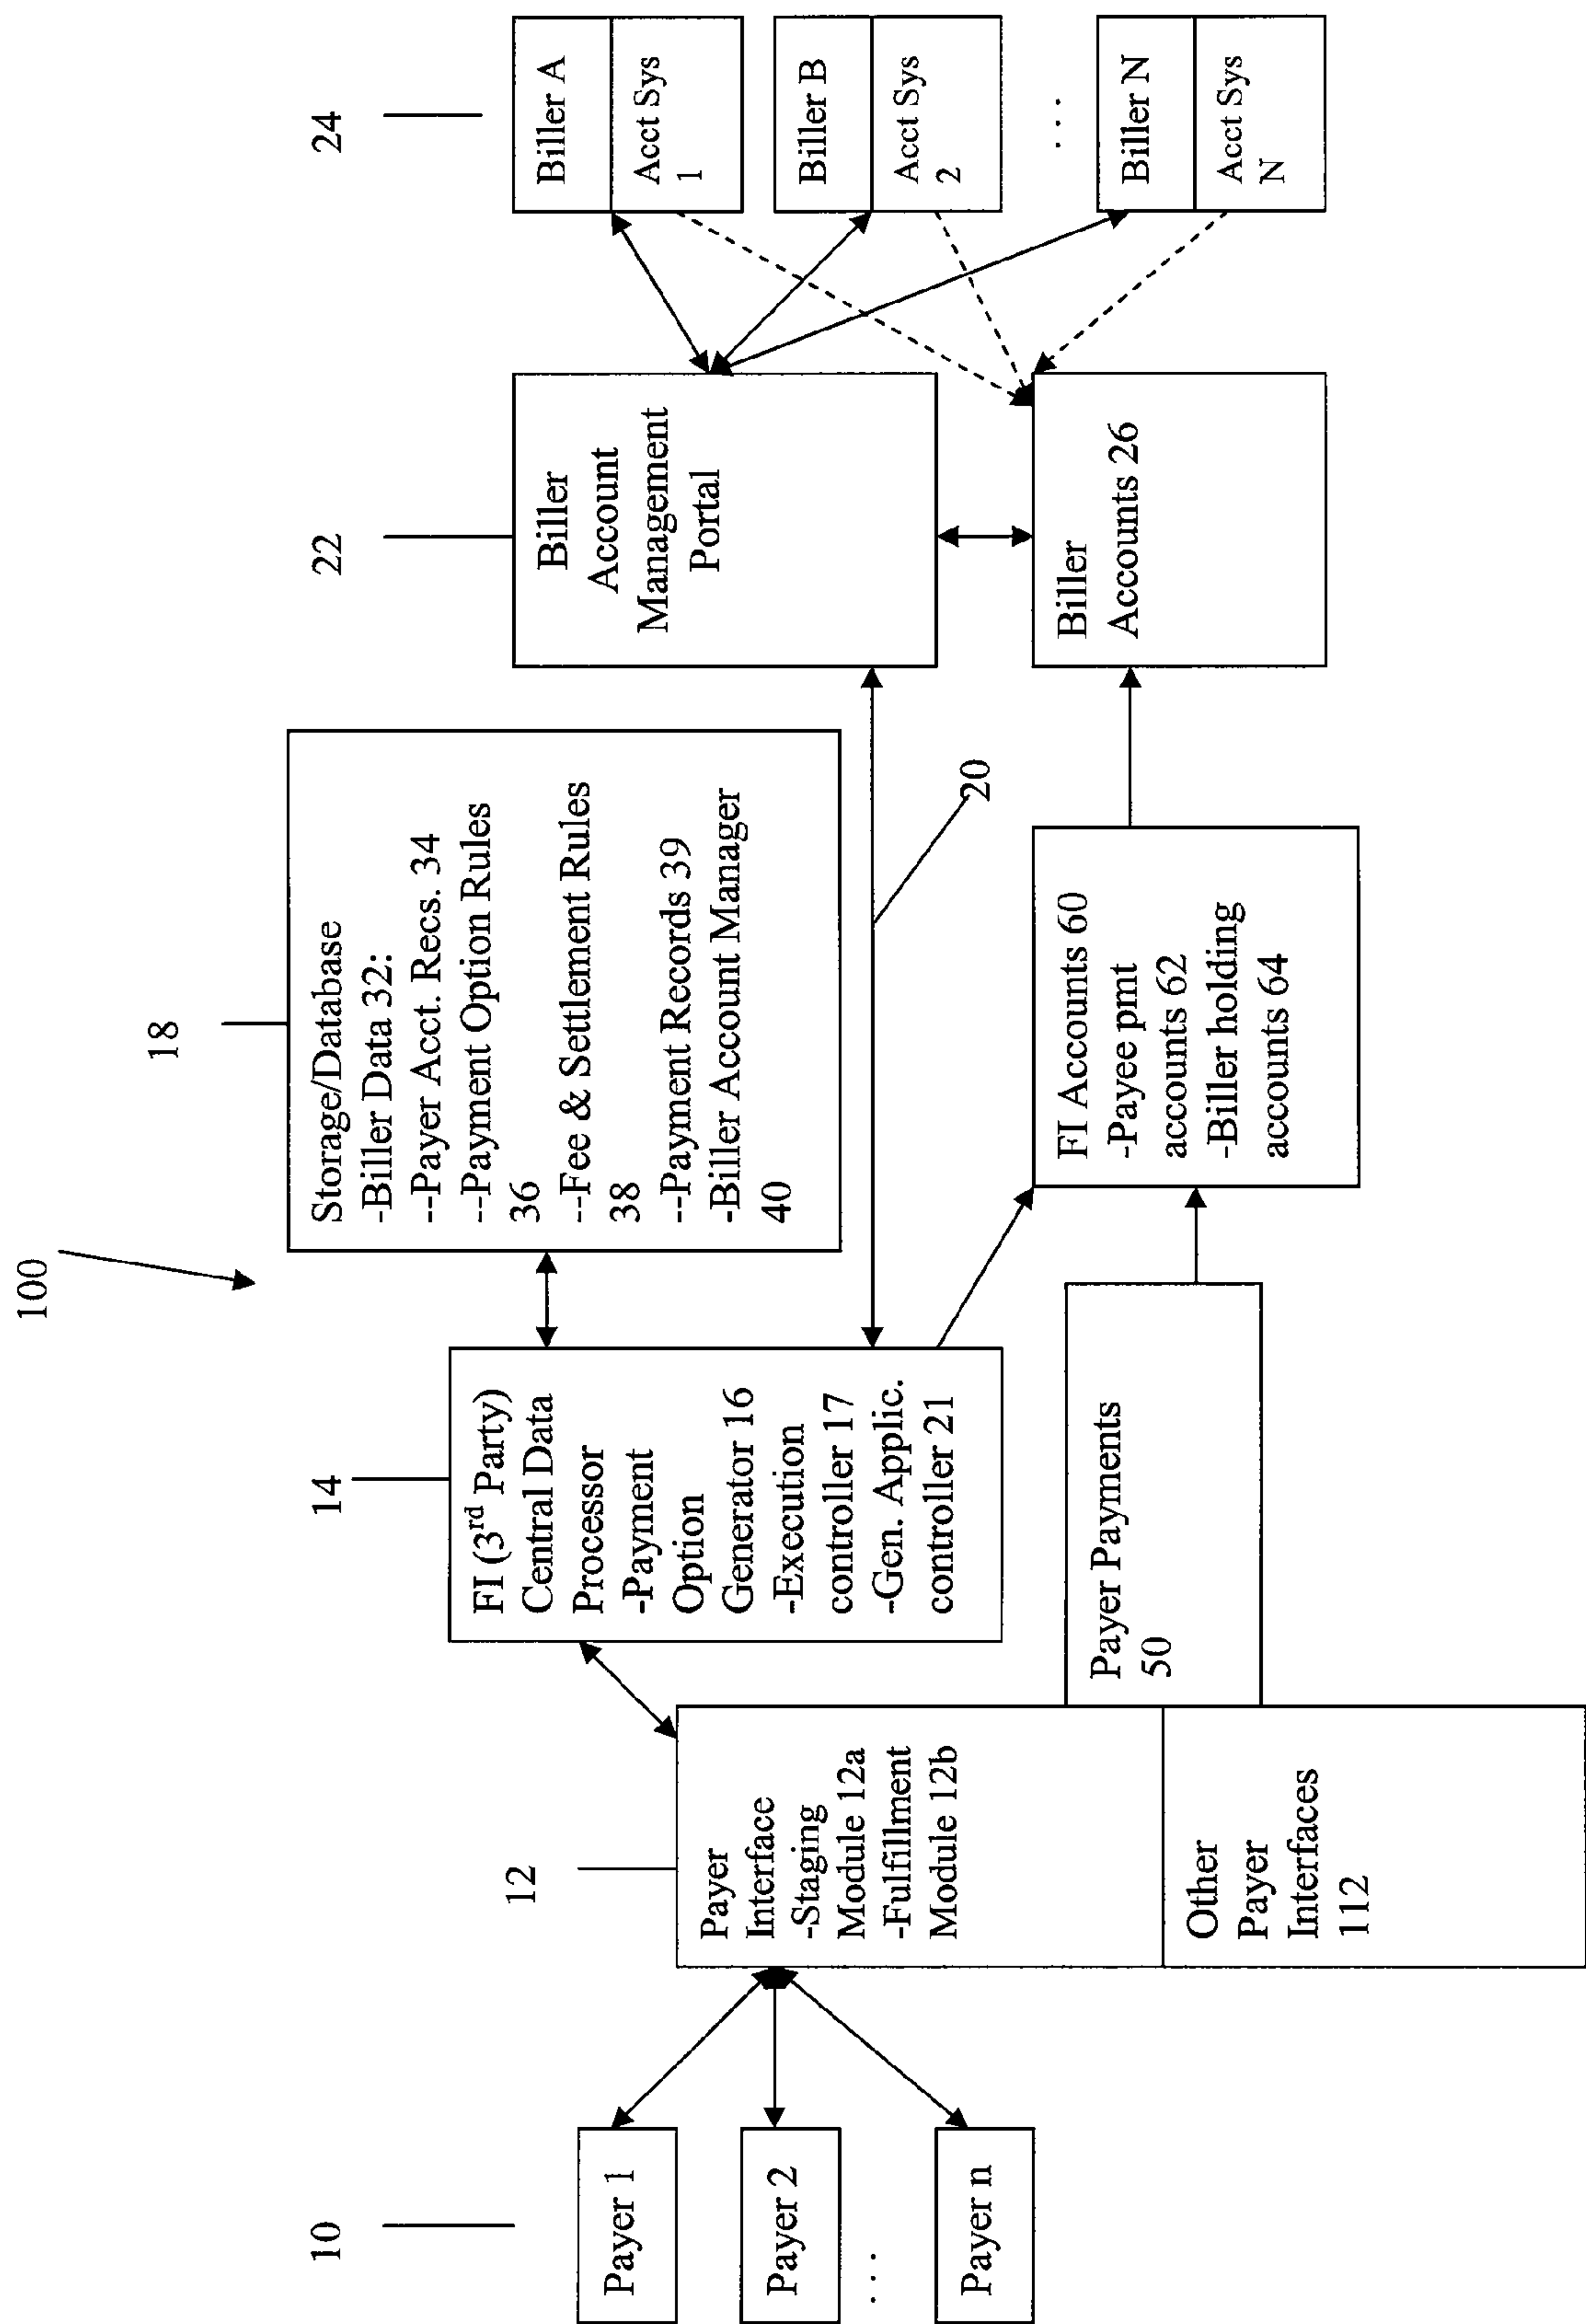 100
10
12
14
18
22
24
Payer 1
Payer 2
. . .
Payer n
Payer
Interface
-Staging
Module 12a
-Fulfillment
Module 12b
Other
Payer
Interfaces
112
FI (3rd Party)
Central Data
Processor
-Payment
Option
Generator 16
-Execution
controller 17
-Gen. Applic.
controller 21
Payer Payments
50
Storage/Database
-Biller Data 32:
--Payer Acct. Recs. 34
--Payment Option Rules
36
--Fee & Settlement Rules
38
--Payment Records 39
-Biller Account Manager
40
20
FI Accounts 60
-Payee pmt
accounts 62
-Biller holding
accounts 64
Biller
Account
Management
Portal
Biller
Accounts 26
Biller A
Acct Sys
1
Biller B
Acct Sys
2
. . .
Biller N
Acct Sys
N